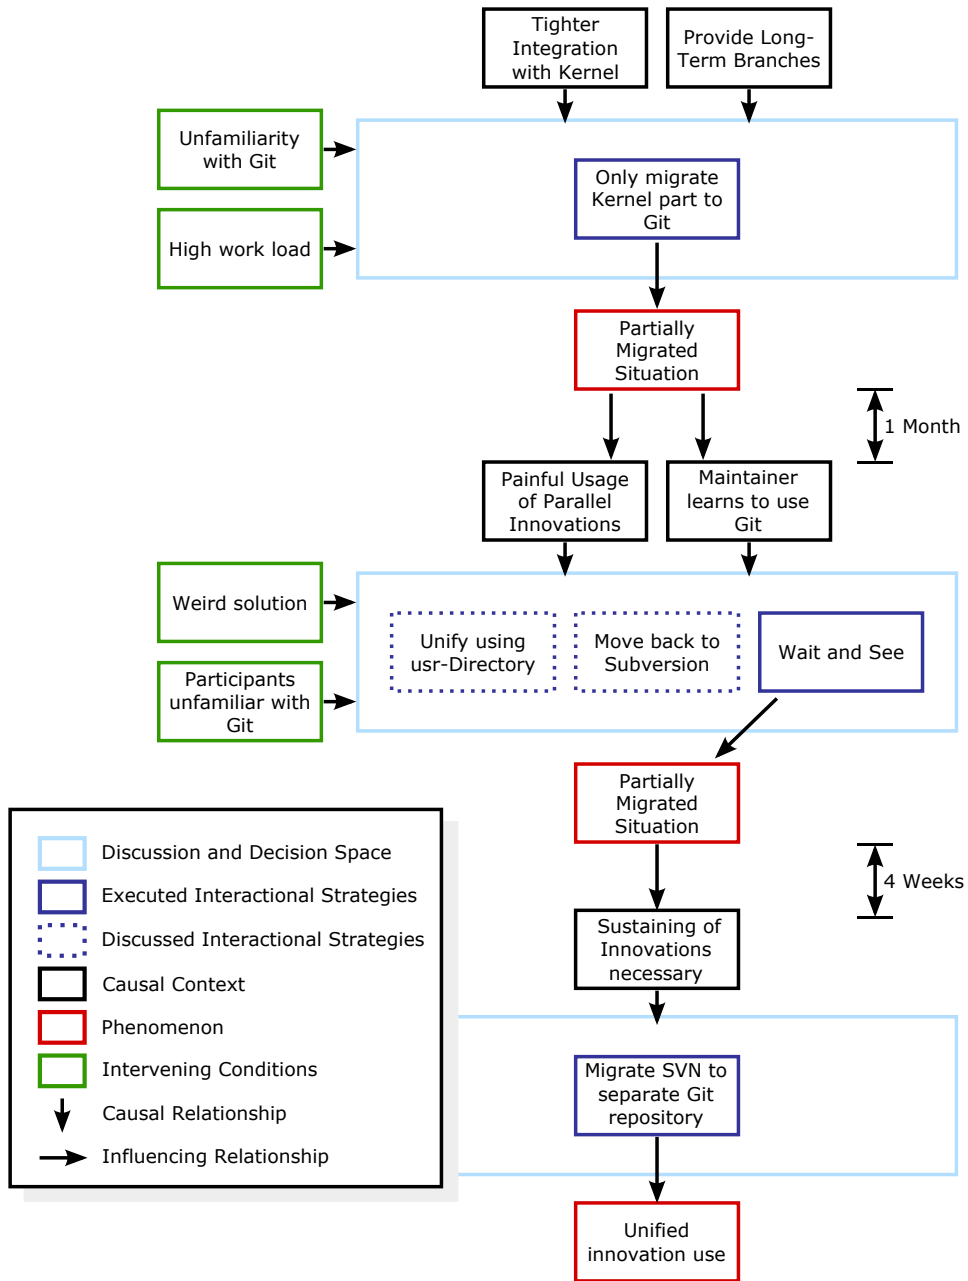 Tighter
Integration
with Kernel
Provide Long-
Term Branches
Unfamiliarity
with Git
High work load
Only migrate
Kernel part to
Git
Partially
Migrated
Situation
1 Month
Painful Usage
of Parallel
Innovations
Maintainer
learns to use
Git
Weird solution
Participants
unfamiliar with
Git
Unify using
usr-Directory
Move back to
Subversion
Wait and See
Partially
Migrated
Situation
4 Weeks
Sustaining of
Innovations
necessary
Migrate SVN to
separate Git
repository
Unified
innovation use
Discussion and Decision Space
Executed Interactional Strategies
Discussed Interactional Strategies
Causal Context
Phenomenon
Intervening Conditions
Causal Relationship
Influencing Relationship